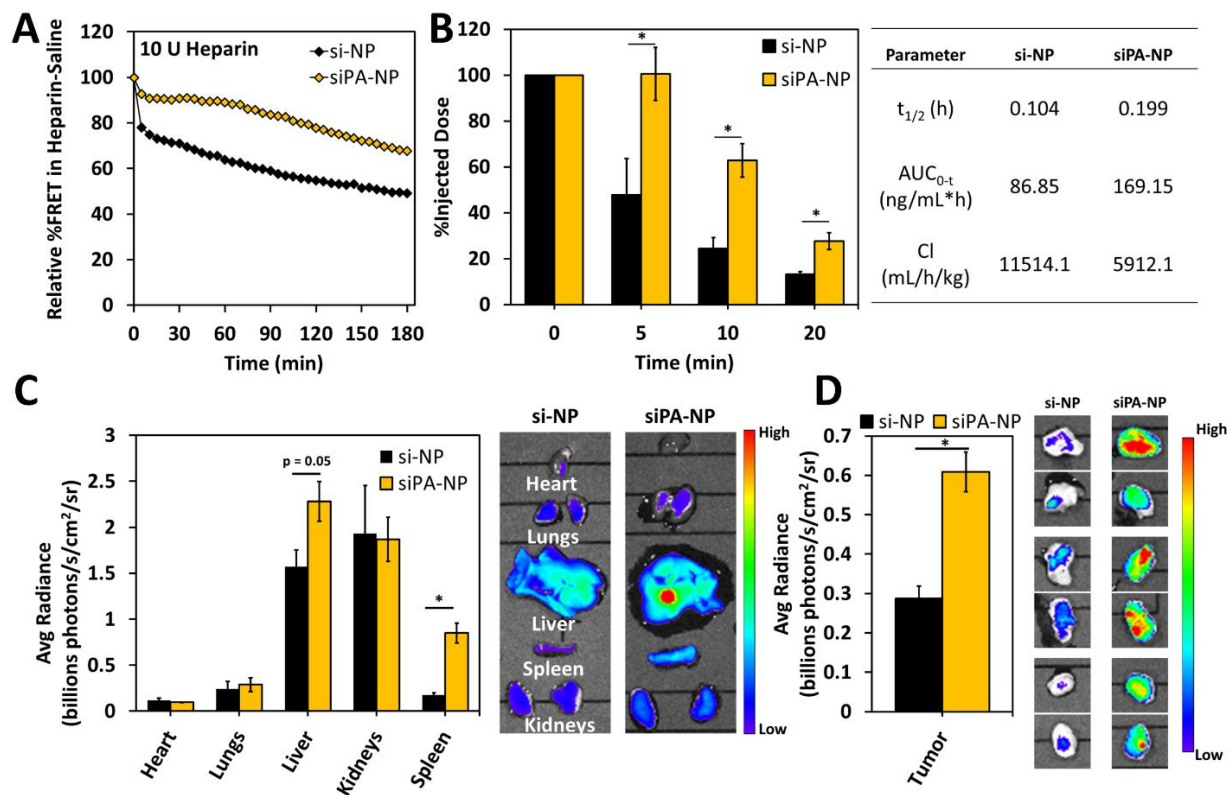 A
10 U Heparin
si-NP
siPA-NP
Relative %FRET in Heparin-Saline
120
100
80
60
40
20
0
0 30 60 90 120 150 180
Time (min)
B
si-NP
siPA-NP
%Injected Dose
120
100
80
60
40
20
0
*
*
*
0 5 10 20
Time (min)
Parameter si-NP siPA-NP
t1/2 (h) 0.104 0.199
AUC0-t
(ng/mL*h)
86.85 169.15
Cl
(mL/h/kg)
11514.1 5912.1
C
Avg Radiance
(billions photons/s/cm²/sr)
3
2.5
2
1.5
1
0.5
0
si-NP
siPA-NP
p = 0.05
*
Heart Lungs Liver Kidneys Spleen
si-NP siPA-NP
Heart
Lungs
Liver
Spleen
Kidneys
High
Low
D
si-NP siPA-NP
Avg Radiance
(billions photons/s/cm²/sr)
0.7
0.6
0.5
0.4
0.3
0.2
0.1
0
*
Tumor
si-NP siPA-NP
High
Low